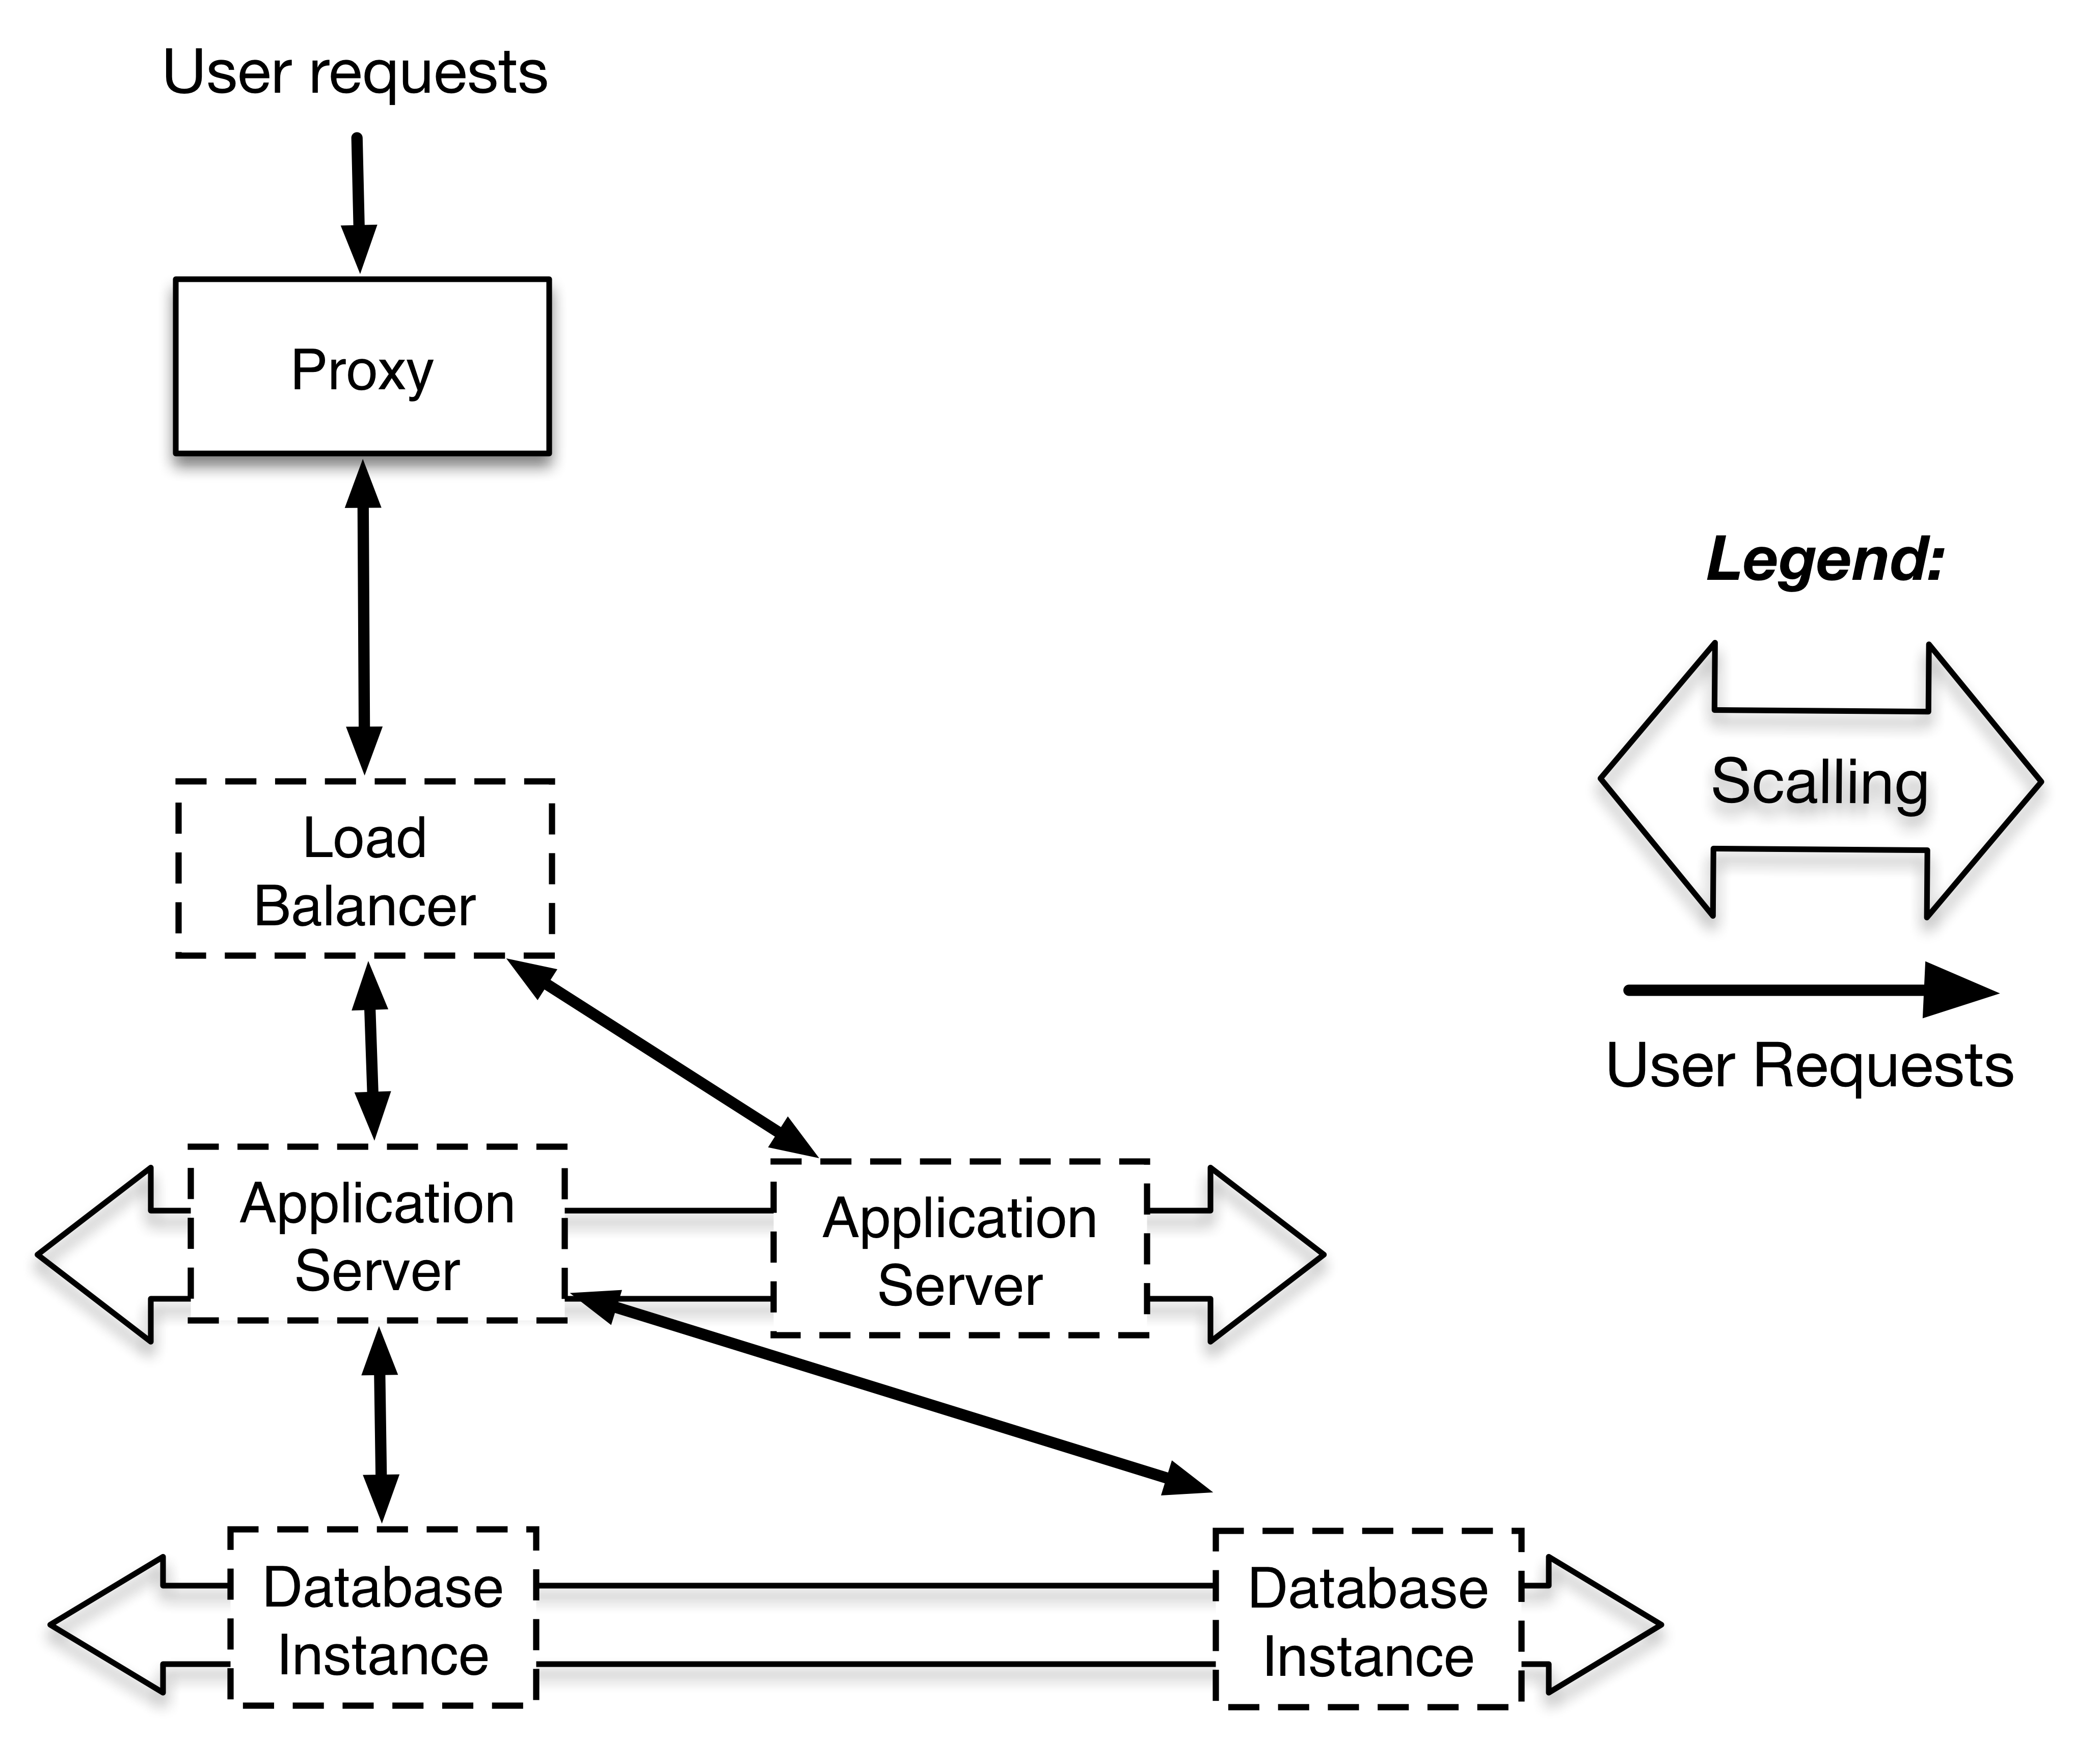 User requests
Proxy
Legend:
Scalling
User Requests
Load
Balancer
Application
Server
Application
Server
Database
Instance
Database
Instance